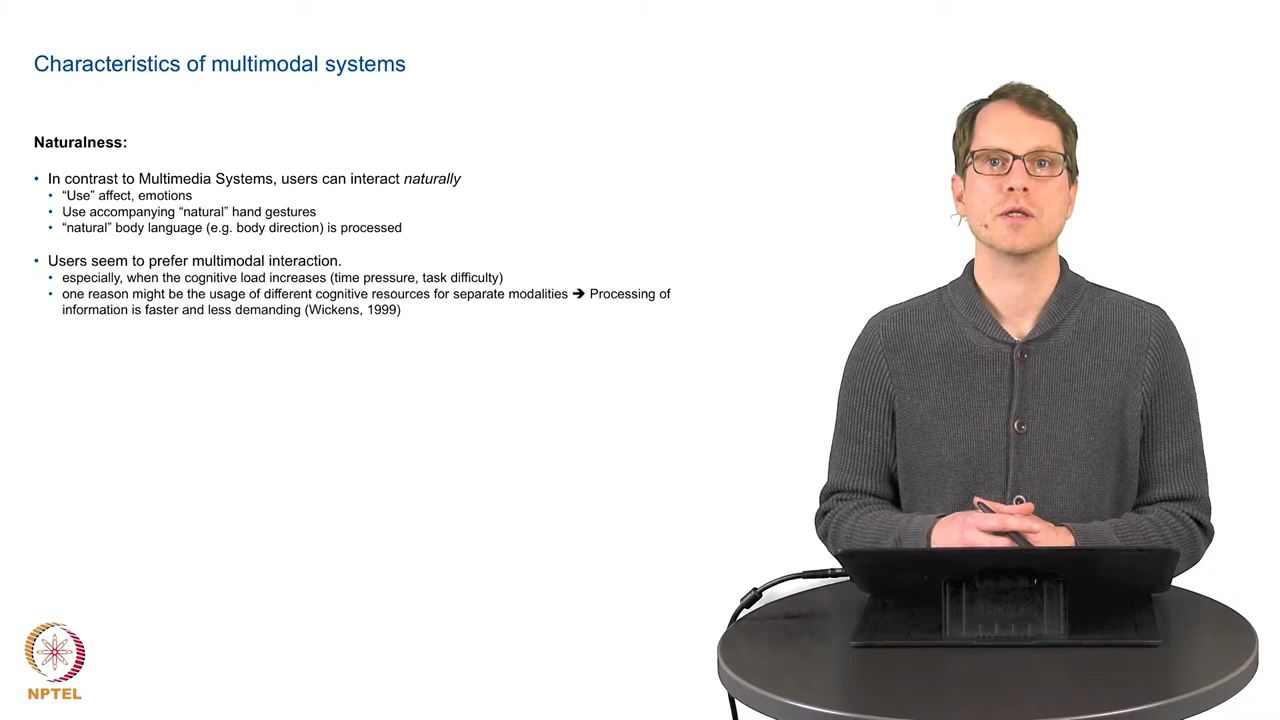 Characteristics of multimodal systems
Naturalness:
• In contrast to Multimedia Systems, users can interact naturally
• “Use” affect, emotions
• Use accompanying “natural” hand gestures
• “natural” body language (e.g. body direction) is processed
• Users seem to prefer multimodal interaction.
• especially, when the cognitive load increases (time pressure, task difficulty)
• one reason might be the usage of different cognitive resources for separate modalities ➔ Processing of
information is faster and less demanding (Wickens, 1999)
NPTEL